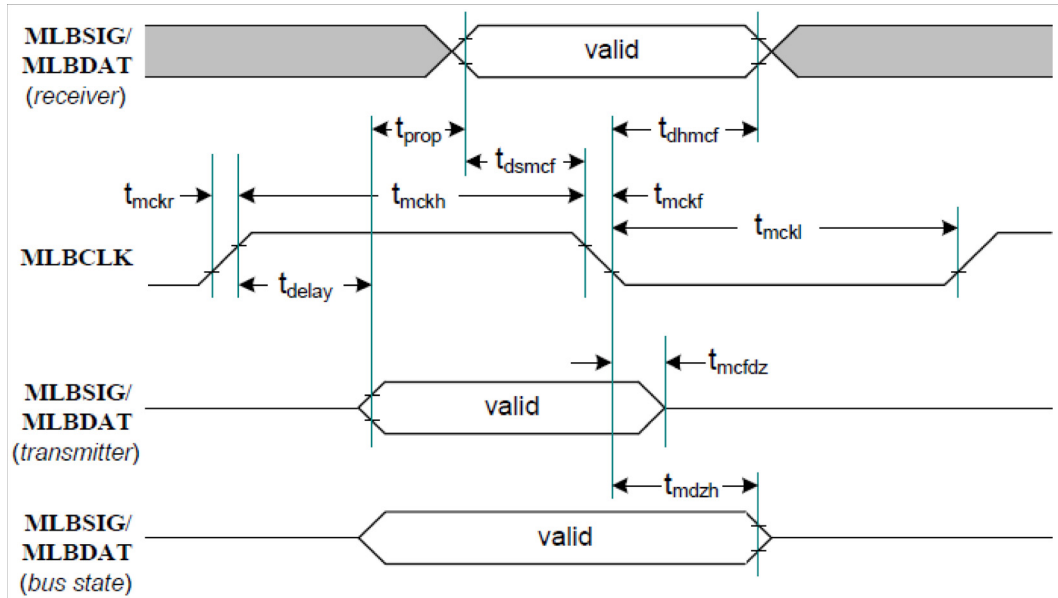 MLBSIG/
MLBDAT
(receiver)
valid
tprop
tdhmcf
tdsmcf
tmckr
tmckh
tmckf
tmckl
MLBCLK
tdelay
tmcfdz
MLBSIG/
MLBDAT
(transmitter)
valid
tmdzh
MLBSIG/
MLBDAT
(bus state)
valid